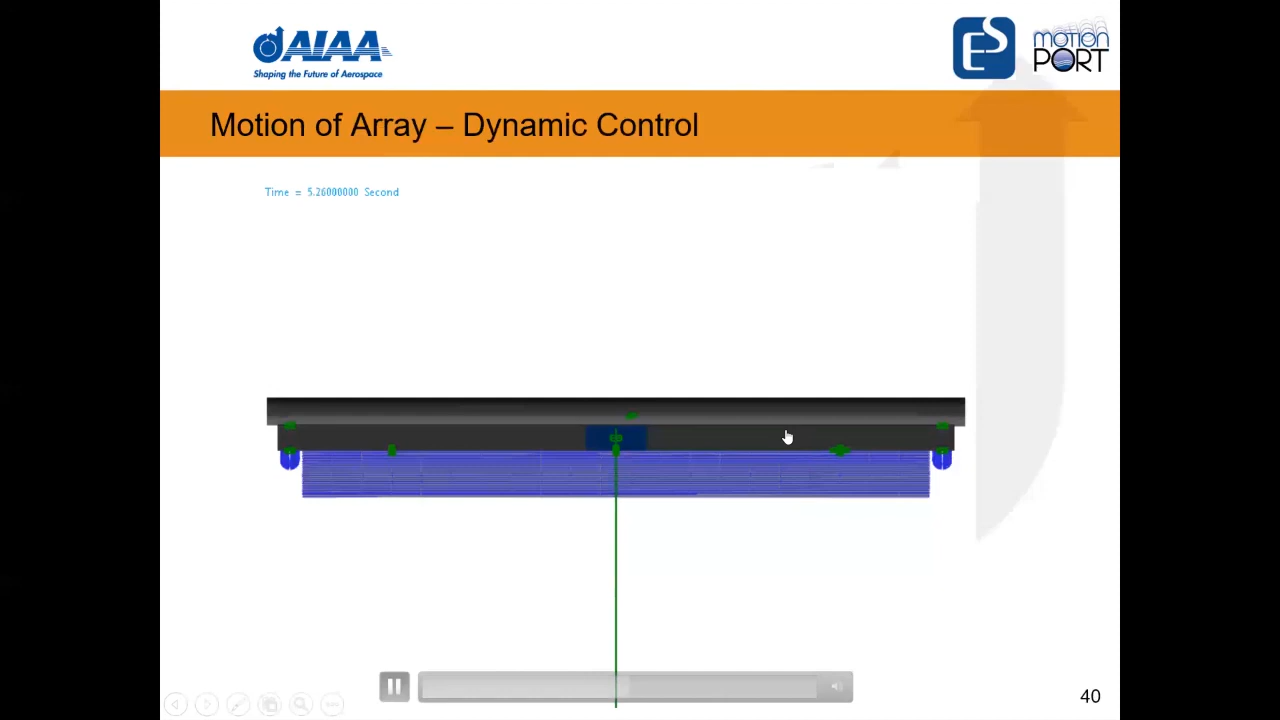 AIAA
Shaping the Future of Aerospace
ES
motion
PORT
Motion of Array – Dynamic Control
Time = 5.26000000 Second
40